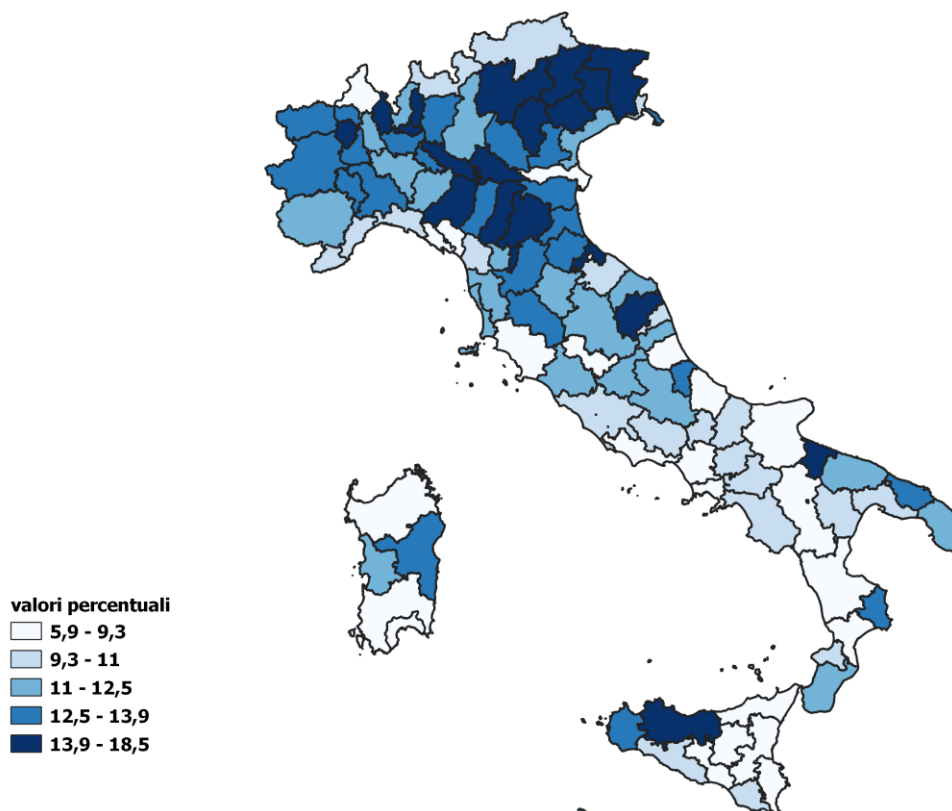 valori percentuali
5,9 - 9,3
9,3 - 11
11 - 12,5
12,5 - 13,9
13,9 - 18,5